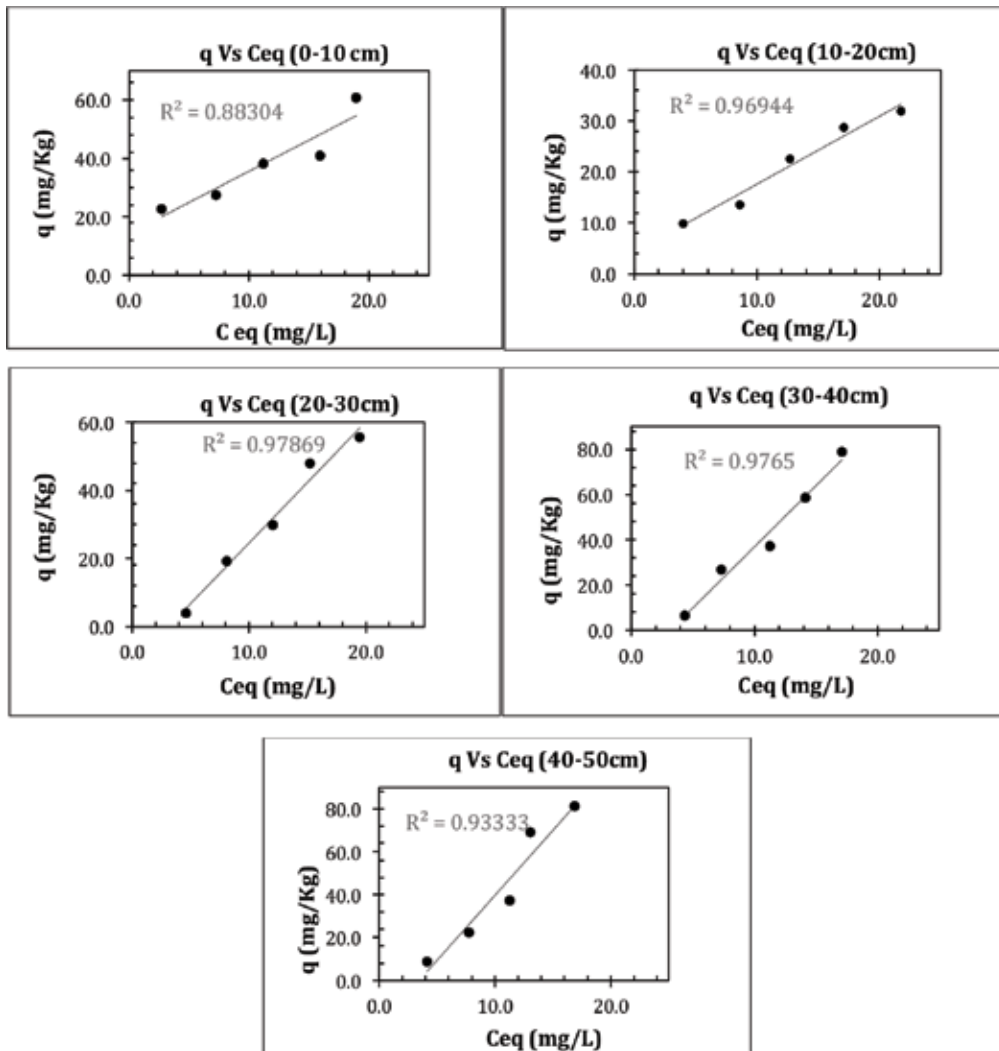 q Vs Ceq (0-10 cm)
R² = 0.88304
q (mg/Kg)
60.0
40.0
20.0
0.0
0.0 10.0 20.0
C eq (mg/L)
q Vs Ceq (10-20cm)
R² = 0.96944
q (mg/Kg)
40.0
30.0
20.0
10.0
0.0
0.0 10.0 20.0
Ceq (mg/L)
q Vs Ceq (20-30cm)
R² = 0.97869
q (mg/Kg)
60.0
40.0
20.0
0.0
0.0 10.0 20.0
Ceq (mg/L)
q Vs Ceq (30-40cm)
R² = 0.9765
q (mg/Kg)
80.0
60.0
40.0
20.0
0.0
0.0 10.0 20.0
Ceq (mg/L)
q Vs Ceq (40-50cm)
R² = 0.93333
q (mg/Kg)
80.0
60.0
40.0
20.0
0.0
0.0 10.0 20.0
Ceq (mg/L)